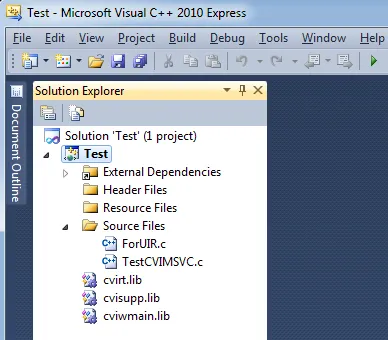 Test - Microsoft Visual C++ 2010 Express
File Edit View Project Build Debug Tools Window Help
Solution Explorer
Document Outline
Solution 'Test' (1 project)
Test
External Dependencies
Header Files
Resource Files
Source Files
ForUIR.c
TestCVIMSVC.c
cvirt.lib
cvisupp.lib
cviwmain.lib